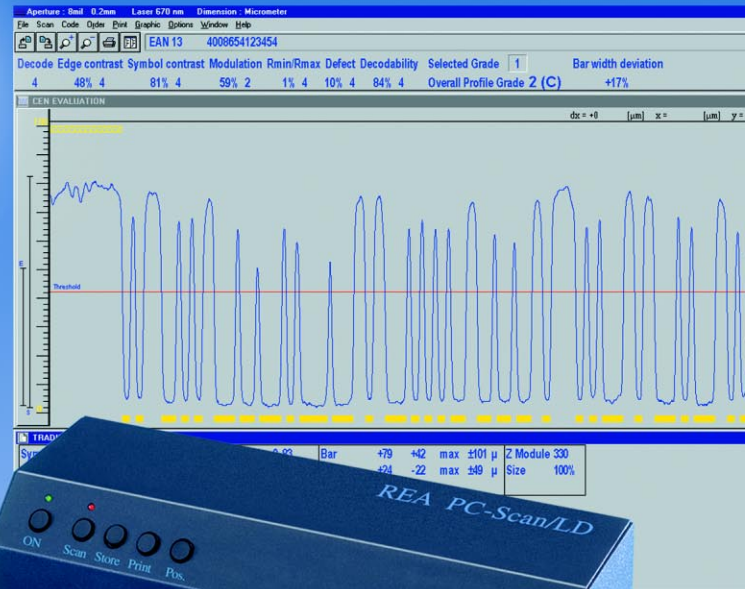 Aperture : 8mil 0.2mm Laser 670 nm Dimension : Micrometer
File Scan Code Order Print Graphic Options Window Help
EAN 13 4008654123454
Decode Edge contrast Symbol contrast Modulation Rmin/Rmax Defect Decodability Selected Grade 1 Bar width deviation
4 48% 4 81% 4 59% 2 1% 4 10% 4 84% 4 Overall Profile Grade 2 (C) +17%
CEN EVALUATION
dx = +0 [µm] x = [µm] y =
Threshold
Bar +79 +42 max ±101 µ Z Module 330
+24 -22 max ±49 µ Size 100%
REA PC-Scan/LD
ON Scan Store Print Pos.